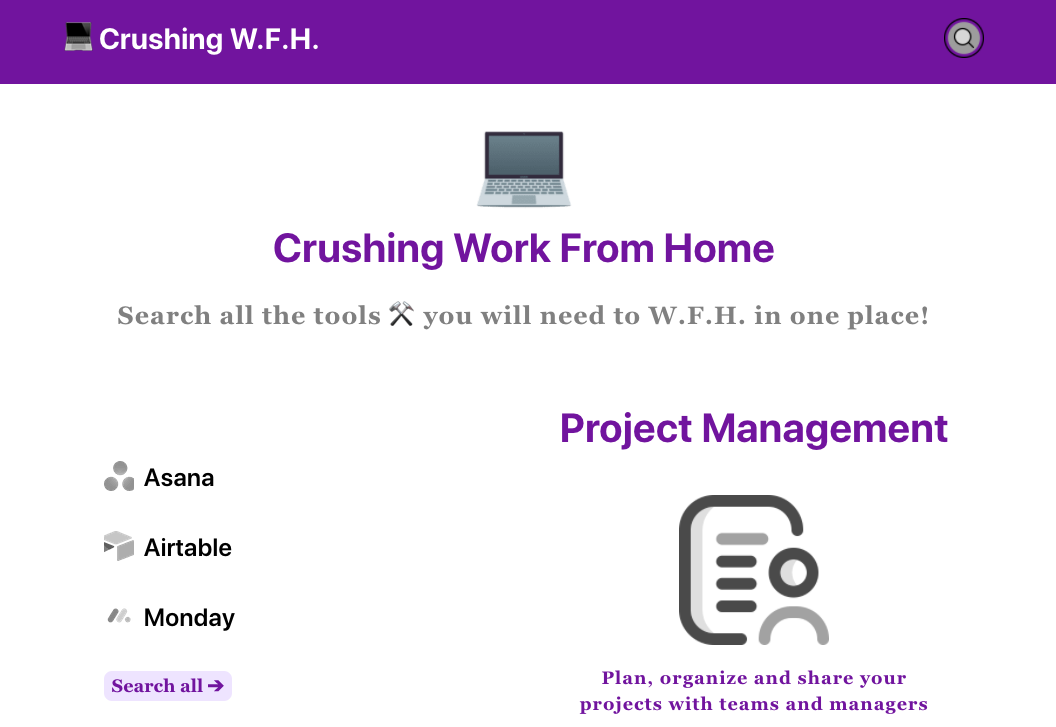 Crushing W.F.H.
Crushing Work From Home
Search all the tools ⚒ you will need to W.F.H. in one place!
Project Management
Asana
Airtable
Monday
Search all ➔
Plan, organize and share your
projects with teams and managers